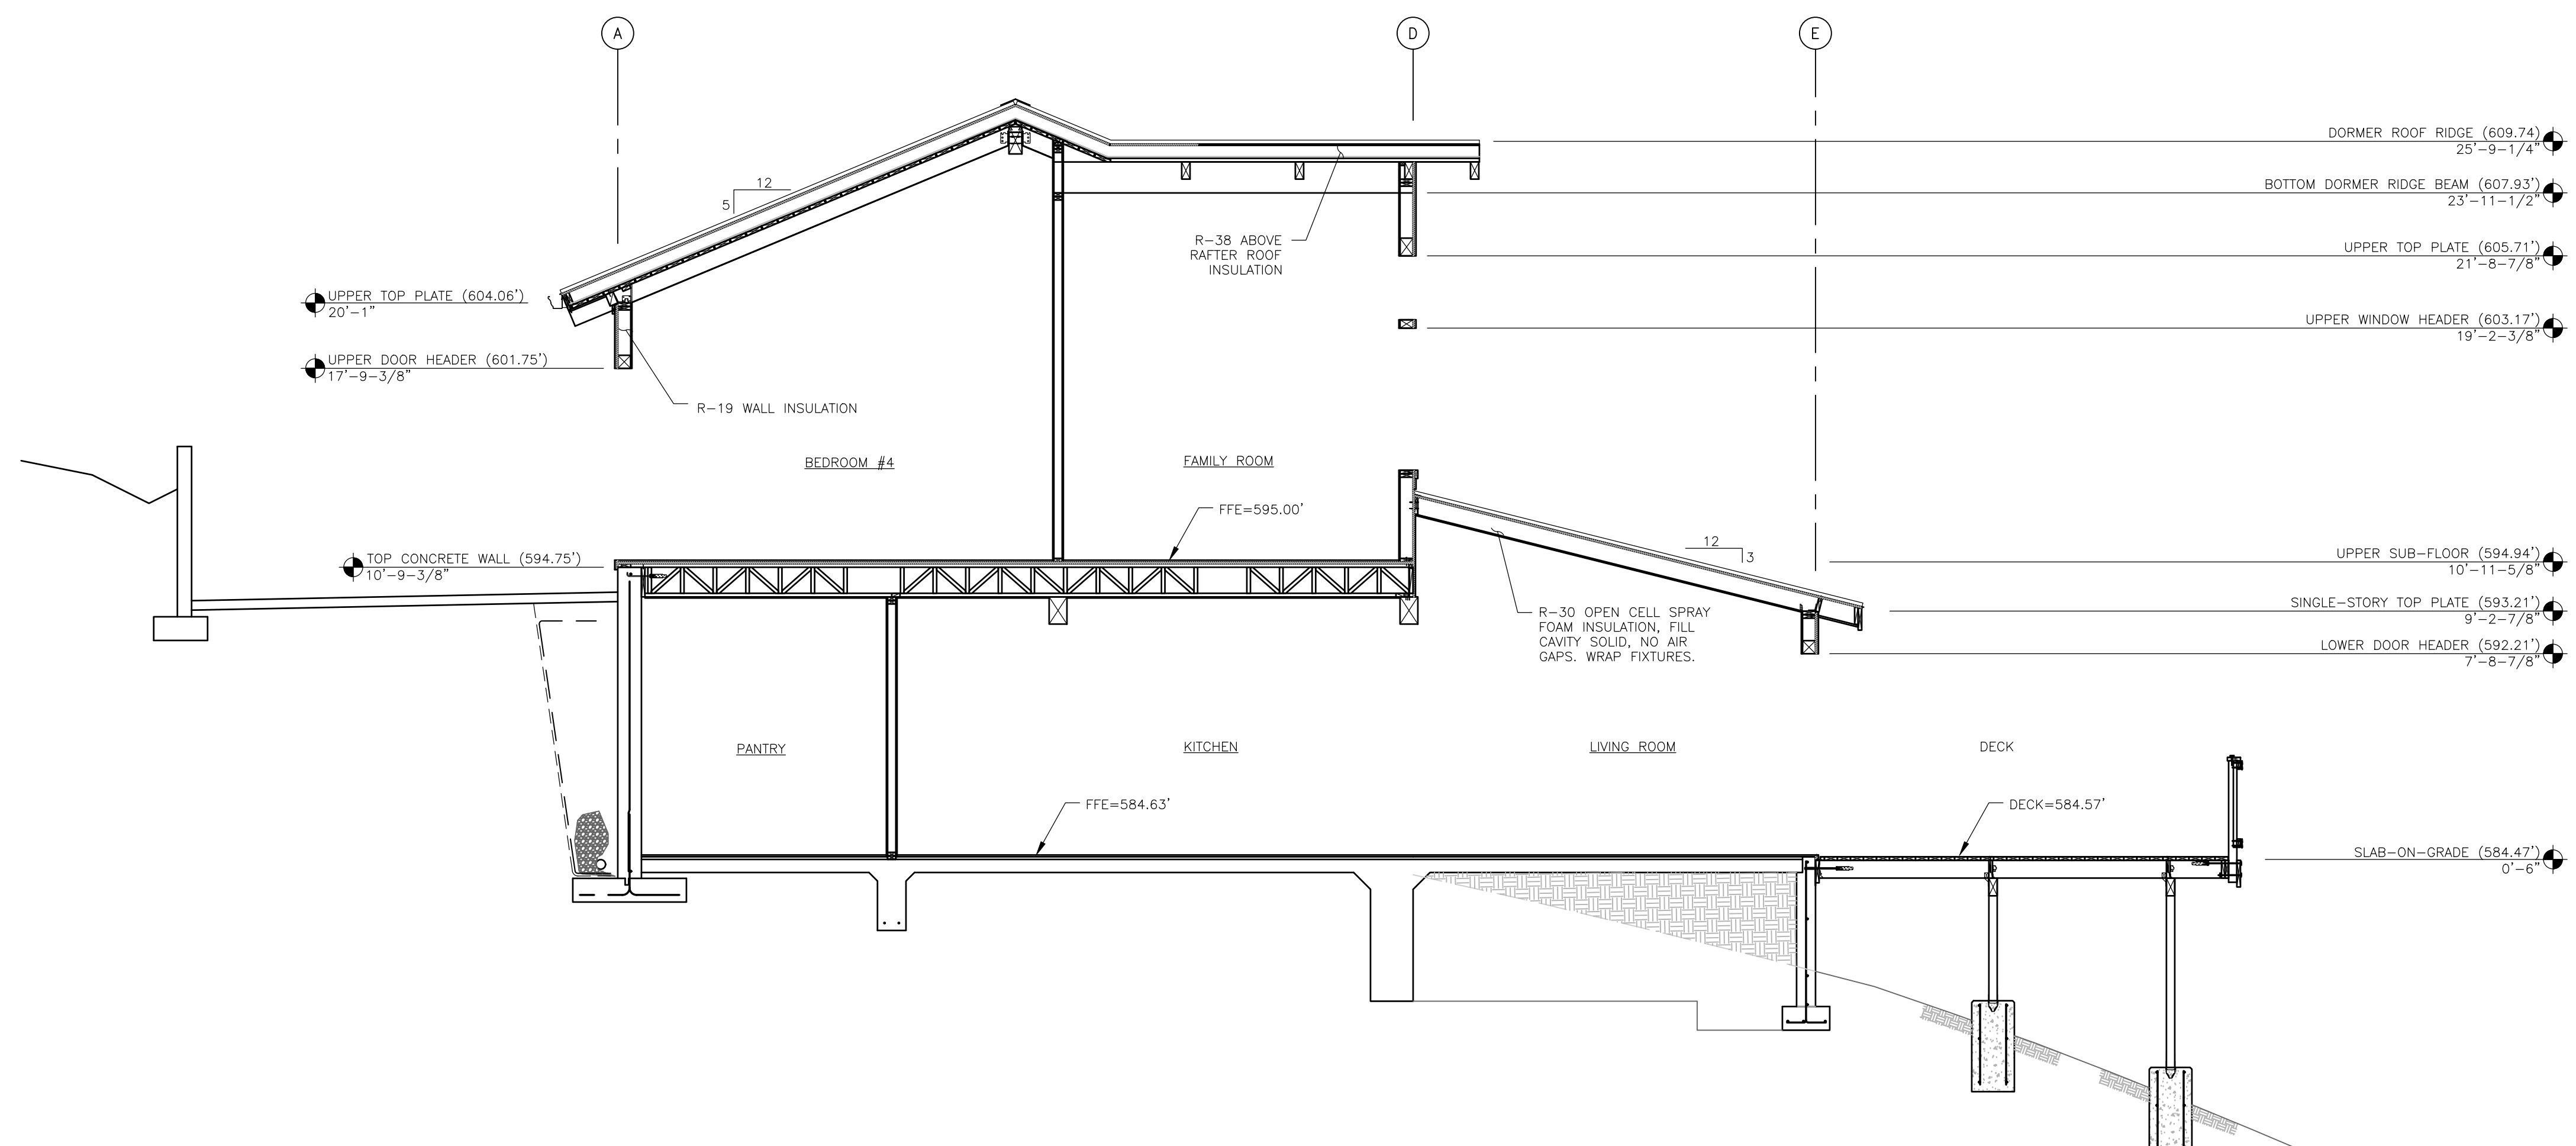 A
D
E
DORMER ROOF RIDGE (609.74)
25'-9-1/4"
12
5
BOTTOM DORMER RIDGE BEAM (607.93')
23'-11-1/2"
R-38 ABOVE
RAFTER ROOF
INSULATION
UPPER TOP PLATE (605.71')
21'-8-7/8"
UPPER TOP PLATE (604.06')
20'-1"
UPPER WINDOW HEADER (603.17')
19'-2-3/8"
UPPER DOOR HEADER (601.75')
17'-9-3/8"
R-19 WALL INSULATION
BEDROOM #4
FAMILY ROOM
FFE=595.00'
12
3
TOP CONCRETE WALL (594.75')
10'-9-3/8"
UPPER SUB-FLOOR (594.94')
10'-11-5/8"
R-30 OPEN CELL SPRAY
FOAM INSULATION, FILL
CAVITY SOLID, NO AIR
GAPS. WRAP FIXTURES.
SINGLE-STORY TOP PLATE (593.21')
9'-2-7/8"
LOWER DOOR HEADER (592.21')
7'-8-7/8"
PANTRY
KITCHEN
LIVING ROOM
DECK
FFE=584.63'
DECK=584.57'
SLAB-ON-GRADE (584.47')
0'-6"